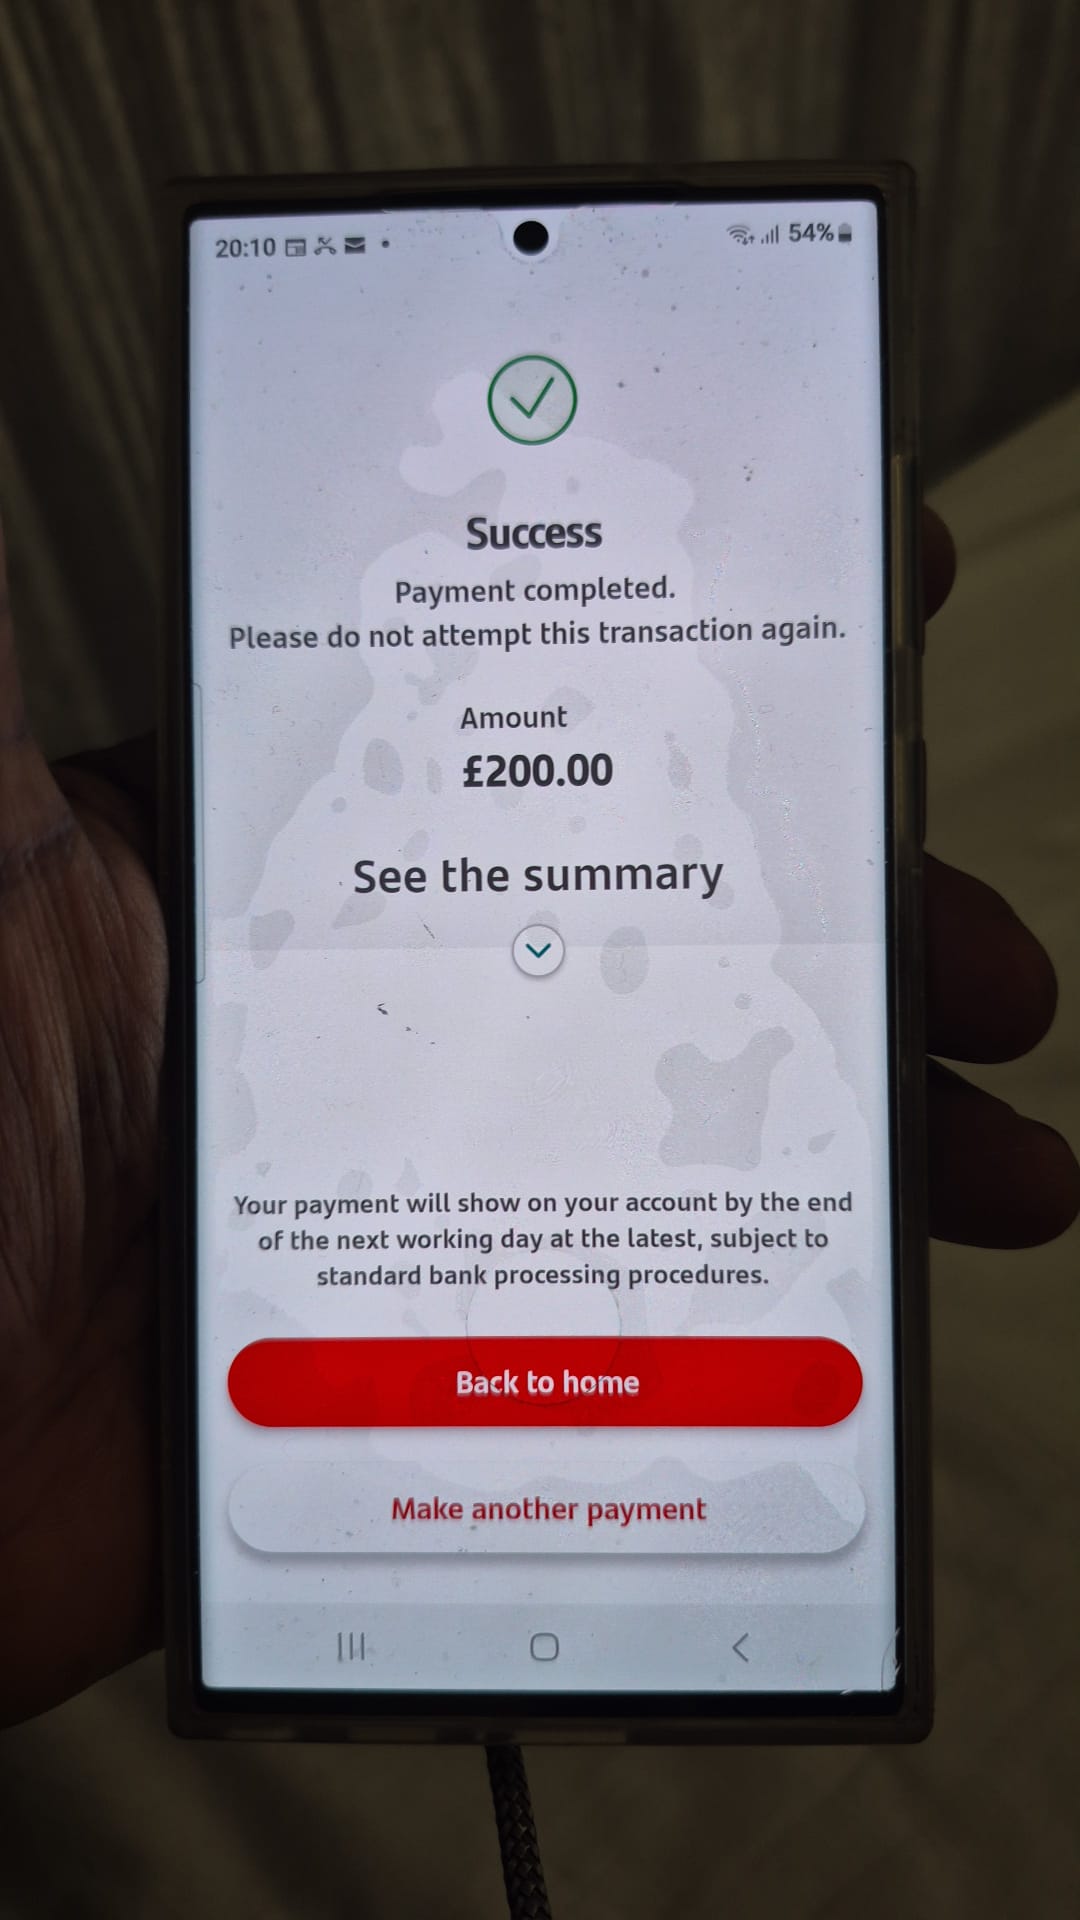 20:10
54%
Success
Payment completed.
Please do not attempt this transaction again.
Amount
£200.00
See the summary
Your payment will show on your account by the end
of the next working day at the latest, subject to
standard bank processing procedures.
Back to home
Make another payment